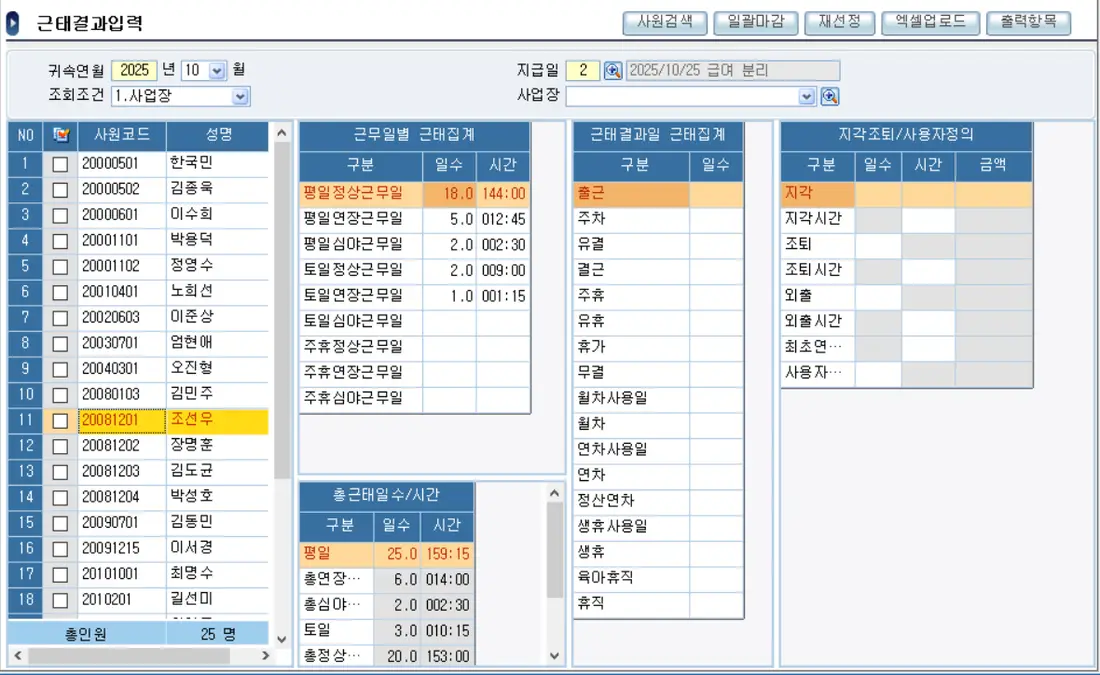 근태결과입력
사원검색 일괄마감 재선정 엑셀업로드 출력항목
귀속연월 2025 년 10 월
지급일 2 2025/10/25 급여 분리
조회조건 1.사업장
사업장
NO 사원코드 성명
1 20000501 한국민
2 20000502 김종욱
3 20000601 이수희
4 20001101 박용덕
5 20001102 정영수
6 20010401 노희선
7 20020603 이준상
8 20030701 엄현애
9 20040301 오진형
10 20080103 김민주
11 20081201 조선우
12 20081202 장명훈
13 20081203 김도균
14 20081204 박성호
15 20090701 김동민
16 20091215 이서경
17 20101001 최명수
18 2010201 길선미
총인원 25 명
근무일별 근태집계
구분 일수 시간
평일정상근무일 18.0 144:00
평일연장근무일 5.0 012:45
평일심야근무일 2.0 002:30
토일정상근무일 2.0 009:00
토일연장근무일 1.0 001:15
토일심야근무일
주휴정상근무일
주휴연장근무일
주휴심야근무일
총근태일수/시간
구분 일수 시간
평일 25.0 159:15
총연장… 6.0 014:00
총심야… 2.0 002:30
토일 3.0 010:15
총정상… 20.0 153:00
근태결과일 근태집계
구분 일수
출근
주차
유결
결근
주휴
유휴
휴가
무결
월차사용일
월차
연차사용일
연차
정산연차
생휴사용일
생휴
육아휴직
휴직
지각조퇴/사용자정의
구분 일수 시간 금액
지각
지각시간
조퇴
조퇴시간
외출
외출시간
최초연…
사용자…